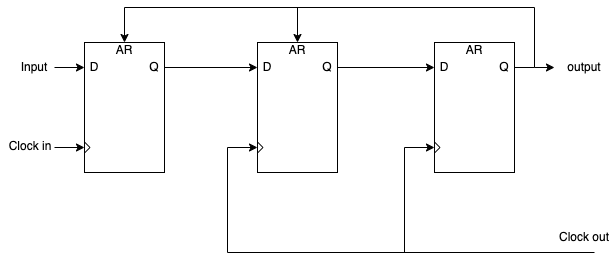 AR AR AR
Input D Q D Q D Q output
Clock in
Clock out